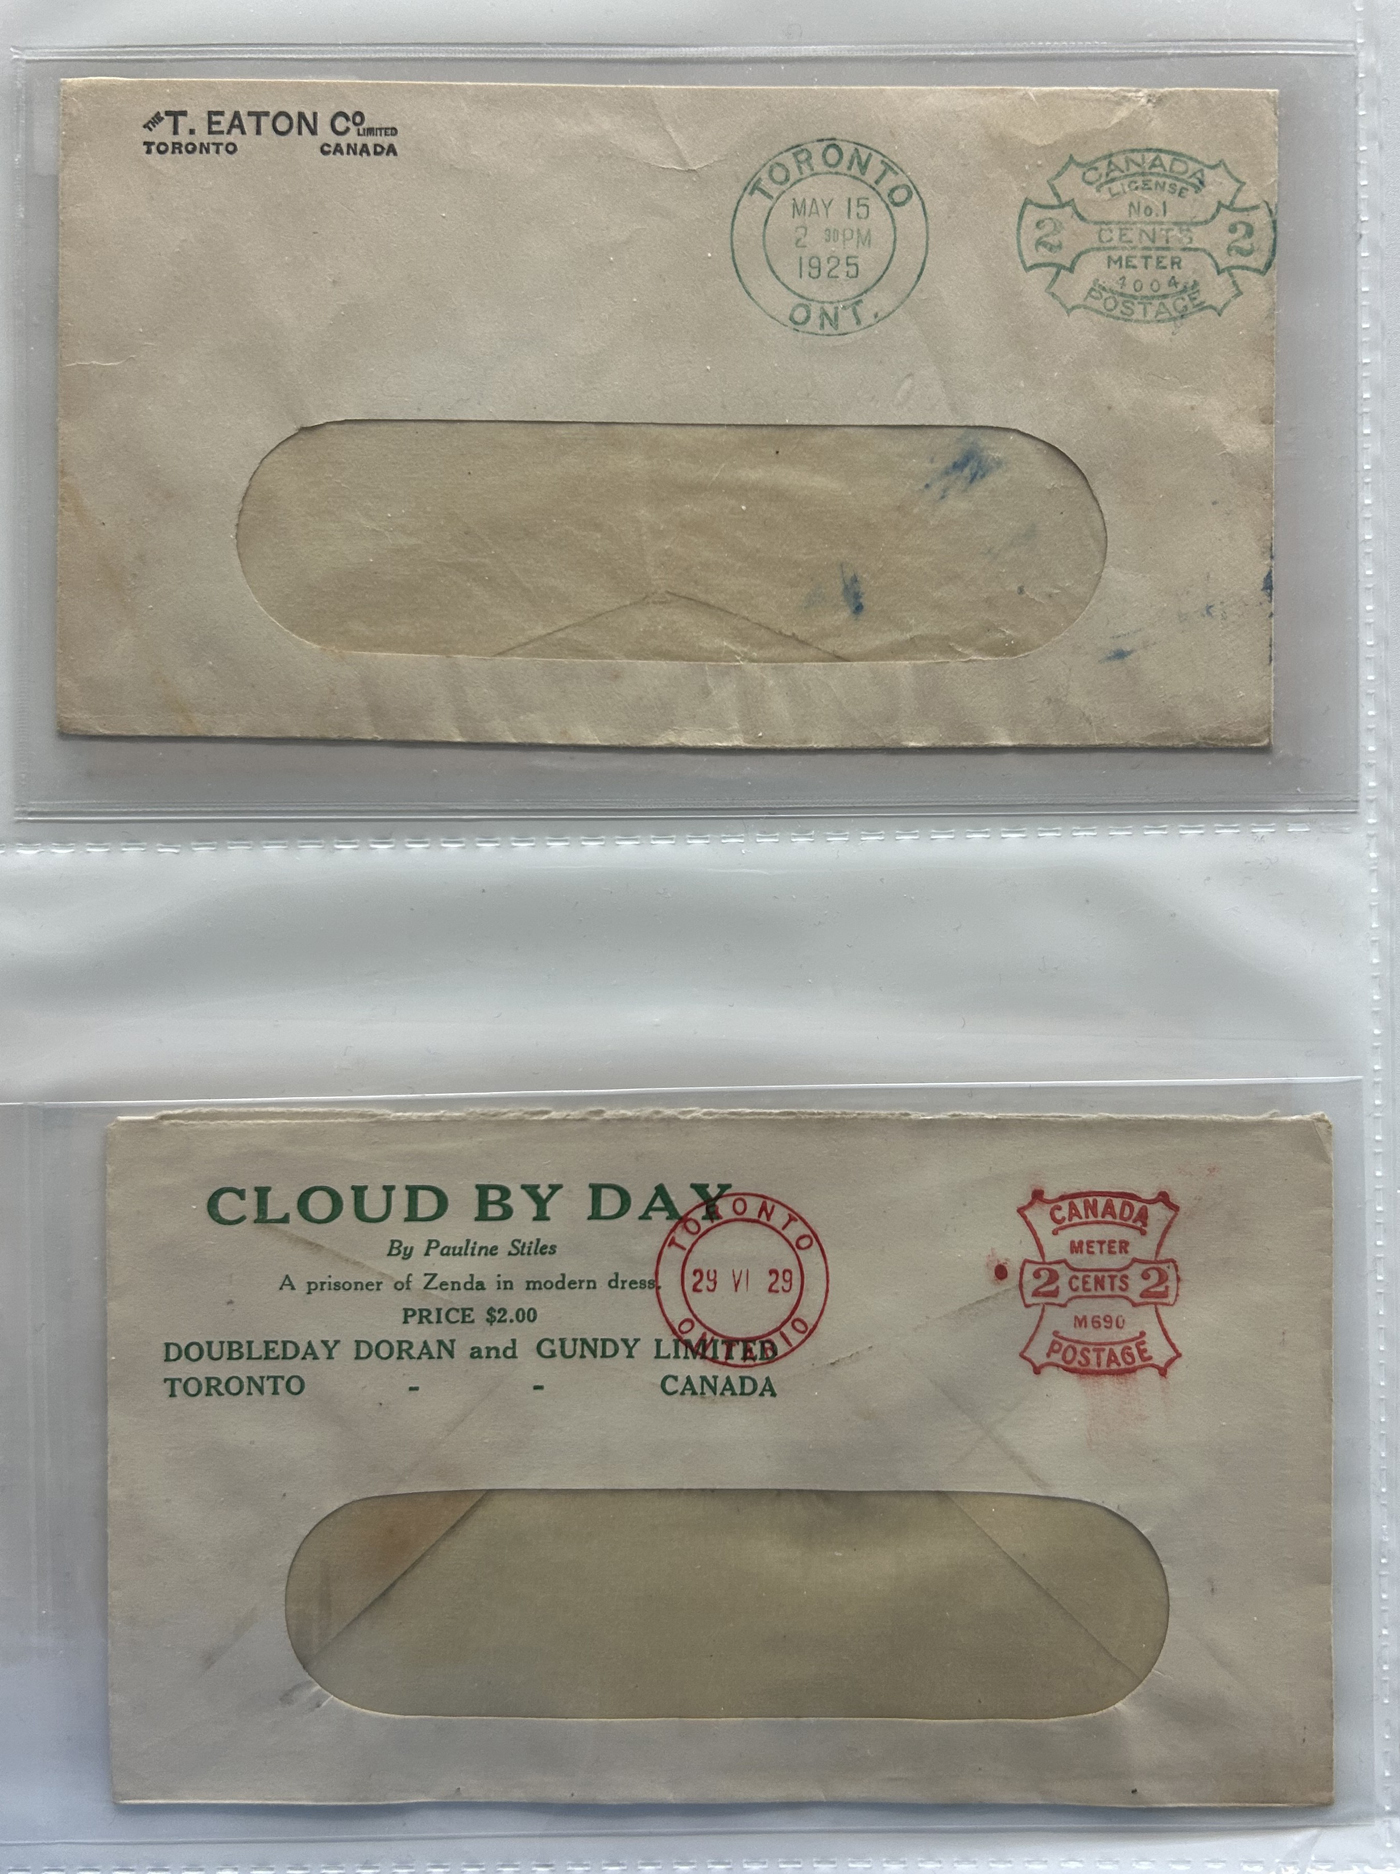 THE T. EATON Co LIMITED
TORONTO CANADA
TORONTO
MAY 15
2 30PM
1925
ONT.
CANADA
LICENSE
No.1
2 CENTS 2
METER
1004
POSTAGE
CLOUD BY DAY
By Pauline Stiles
A prisoner of Zenda in modern dress.
PRICE $2.00
DOUBLEDAY DORAN and GUNDY LIMITED
TORONTO - - CANADA
TORONTO
29 VI 29
ONTARIO
CANADA
METER
2 CENTS 2
M690
POSTAGE